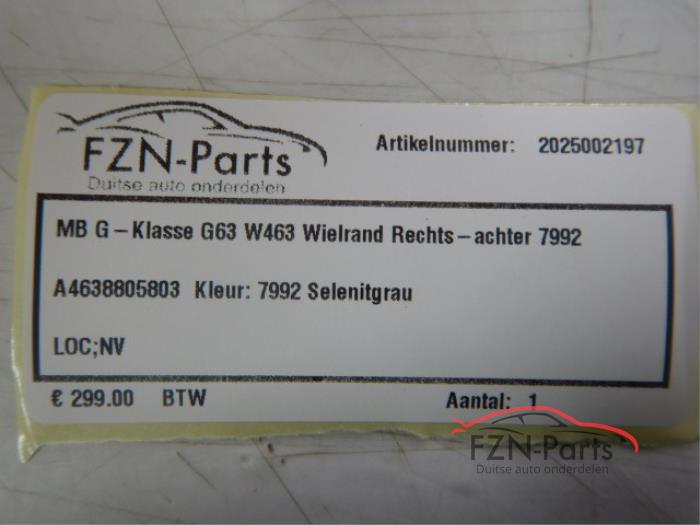 FZN-Parts
Duitse auto onderdelen
Artikelnummer: 2025002197
MB G-Klasse G63 W463 Wielrand Rechts-achter 7992
A4638805803 Kleur: 7992 Selenitgrau
LOC;NV
€ 299.00 BTW
Aantal: 1
FZN-Parts
Duitse auto onderdelen